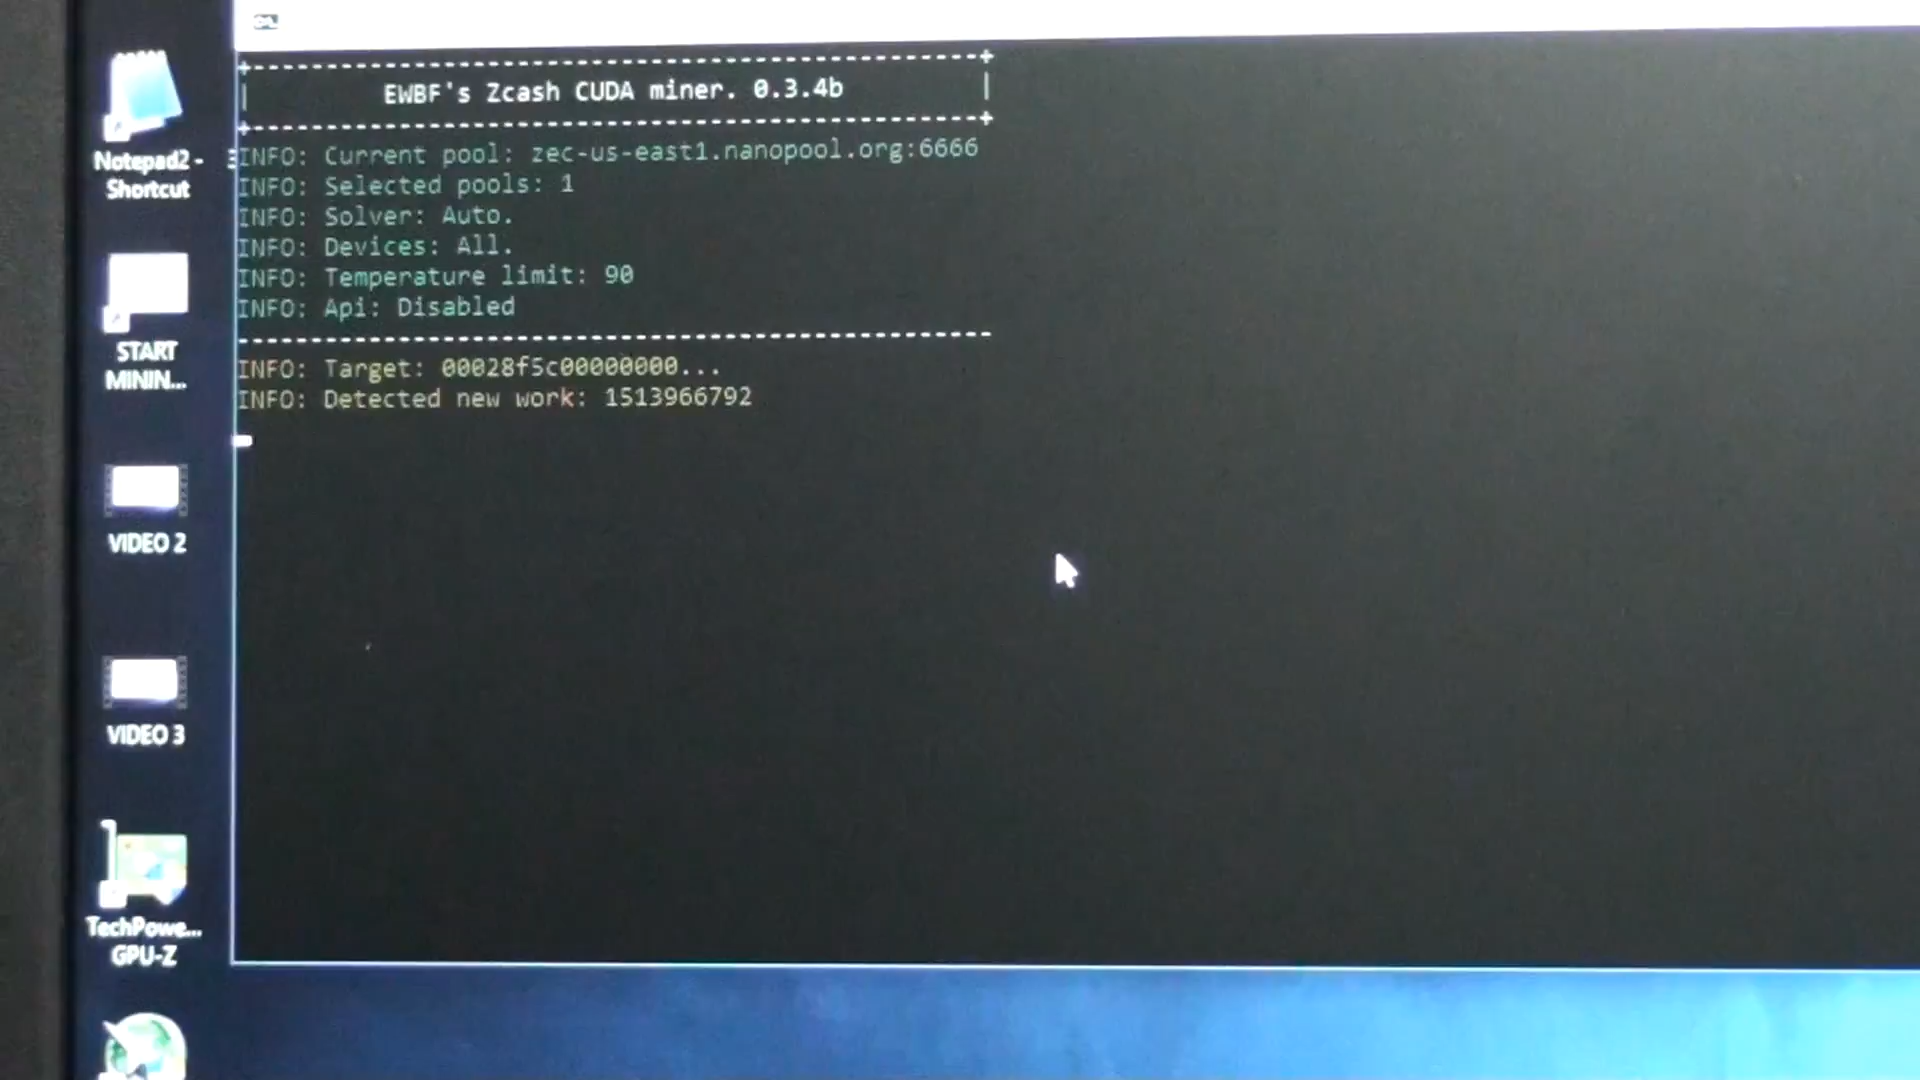 EWBF's Zcash CUDA miner. 0.3.4b
INFO: Current pool: zec-us-east1.nanopool.org:6666
INFO: Selected pools: 1
INFO: Solver: Auto.
INFO: Devices: All.
INFO: Temperature limit: 90
INFO: Api: Disabled
INFO: Target: 00028f5c00000000...
INFO: Detected new work: 1513966792
Notepad2 -
Shortcut
START
MININ...
VIDEO 2
VIDEO 3
TechPowe...
GPU-Z